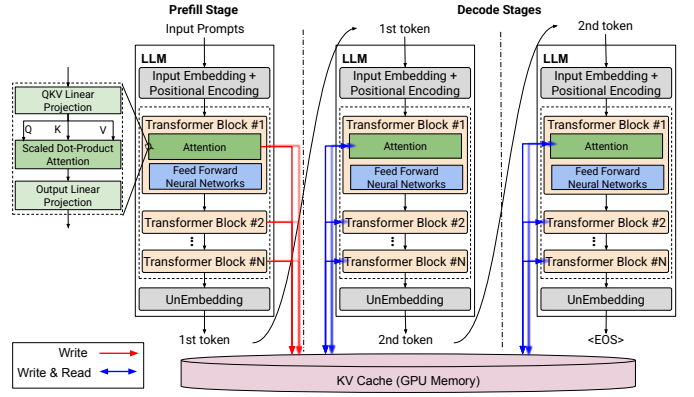 Prefill Stage
Decode Stages
Input Prompts
1st token
2nd token
LLM
Input Embedding +
Positional Encoding
Transformer Block #1
Attention
Feed Forward
Neural Networks
Transformer Block #2
Transformer Block #N
UnEmbedding
1st token
QKV Linear
Projection
Q K V
Scaled Dot-Product
Attention
Output Linear
Projection
LLM
Input Embedding +
Positional Encoding
Transformer Block #1
Attention
Feed Forward
Neural Networks
Transformer Block #2
Transformer Block #N
UnEmbedding
2nd token
LLM
Input Embedding +
Positional Encoding
Transformer Block #1
Attention
Feed Forward
Neural Networks
Transformer Block #2
Transformer Block #N
UnEmbedding
<EOS>
Write
Write & Read
KV Cache (GPU Memory)